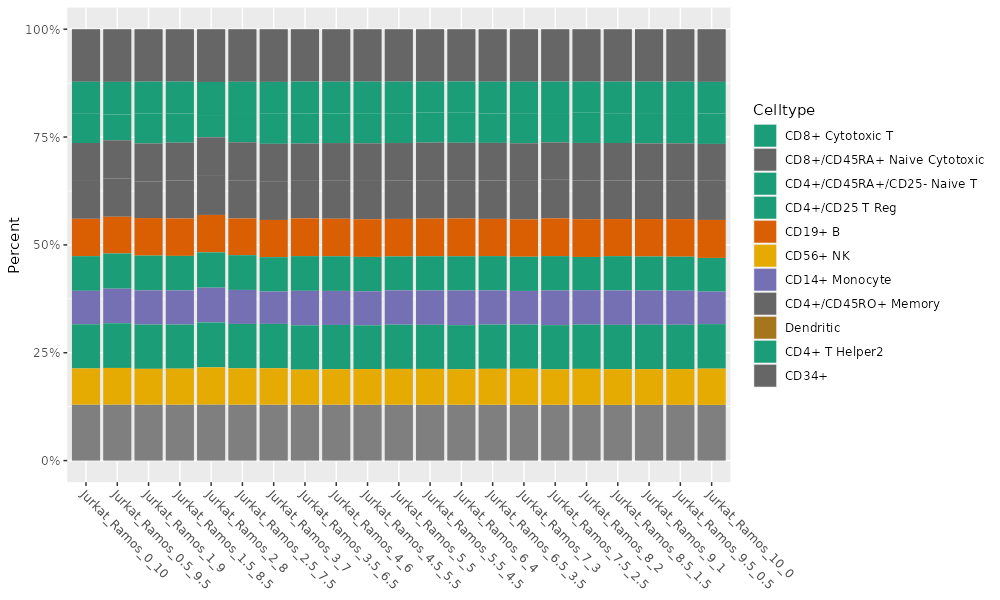 100%
75%
50%
25%
0%
Percent
Jurkat_Ramos_0_10
Jurkat_Ramos_0.5_9.5
Jurkat_Ramos_1_9
Jurkat_Ramos_1.5_8.5
Jurkat_Ramos_2_8
Jurkat_Ramos_2.5_7.5
Jurkat_Ramos_3_7
Jurkat_Ramos_3.5_6.5
Jurkat_Ramos_4_6
Jurkat_Ramos_4.5_5.5
Jurkat_Ramos_5_5
Jurkat_Ramos_5.5_4.5
Jurkat_Ramos_6_4
Jurkat_Ramos_6.5_3.5
Jurkat_Ramos_7_3
Jurkat_Ramos_7.5_2.5
Jurkat_Ramos_8_2
Jurkat_Ramos_8.5_1.5
Jurkat_Ramos_9_1
Jurkat_Ramos_9.5_0.5
Jurkat_Ramos_10_0
Celltype
CD8+ Cytotoxic T
CD8+/CD45RA+ Naive Cytotoxic
CD4+/CD45RA+/CD25- Naive T
CD4+/CD25 T Reg
CD19+ B
CD56+ NK
CD14+ Monocyte
CD4+/CD45RO+ Memory
Dendritic
CD4+ T Helper2
CD34+